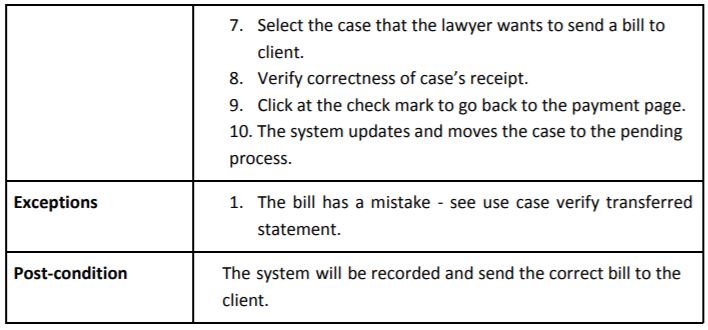 7. Select the case that the lawyer wants to send a bill to
client.
8. Verify correctness of case's receipt.
9. Click at the check mark to go back to the payment page.
10. The system updates and moves the case to the pending
process.
Exceptions
1. The bill has a mistake - see use case verify transferred
statement.
Post-condition
The system will be recorded and send the correct bill to the
client.